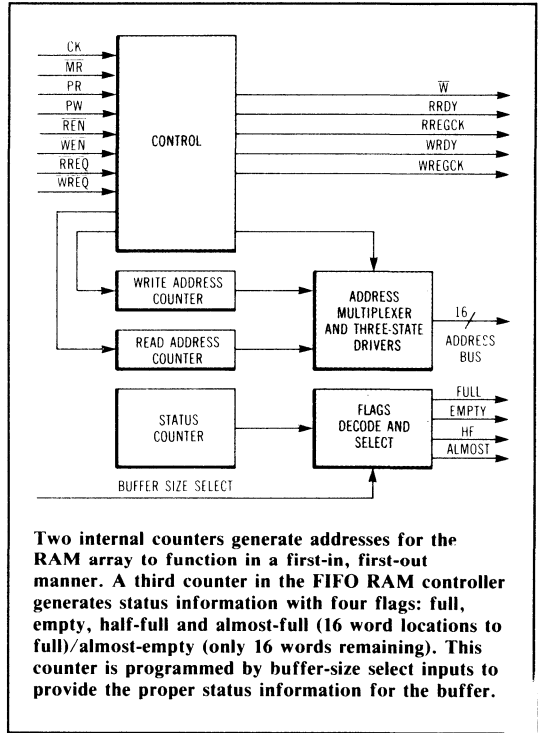 CK
M̅R̅
PR
PW
R̅E̅N̅
W̅E̅N̅
R̅R̅E̅Q̅
W̅R̅E̅Q̅
CONTROL
W̅
RRDY
RREGCK
WRDY
WREGCK
WRITE ADDRESS
COUNTER
READ ADDRESS
COUNTER
ADDRESS
MULTIPLEXER
AND THREE-STATE
DRIVERS
16
ADDRESS
BUS
STATUS
COUNTER
FLAGS
DECODE AND
SELECT
FULL
EMPTY
HF
ALMOST
BUFFER SIZE SELECT
Two internal counters generate addresses for the
RAM array to function in a first-in, first-out
manner. A third counter in the FIFO RAM controller
generates status information with four flags: full,
empty, half-full and almost-full (16 word locations to
full)/almost-empty (only 16 words remaining). This
counter is programmed by buffer-size select inputs to
provide the proper status information for the buffer.